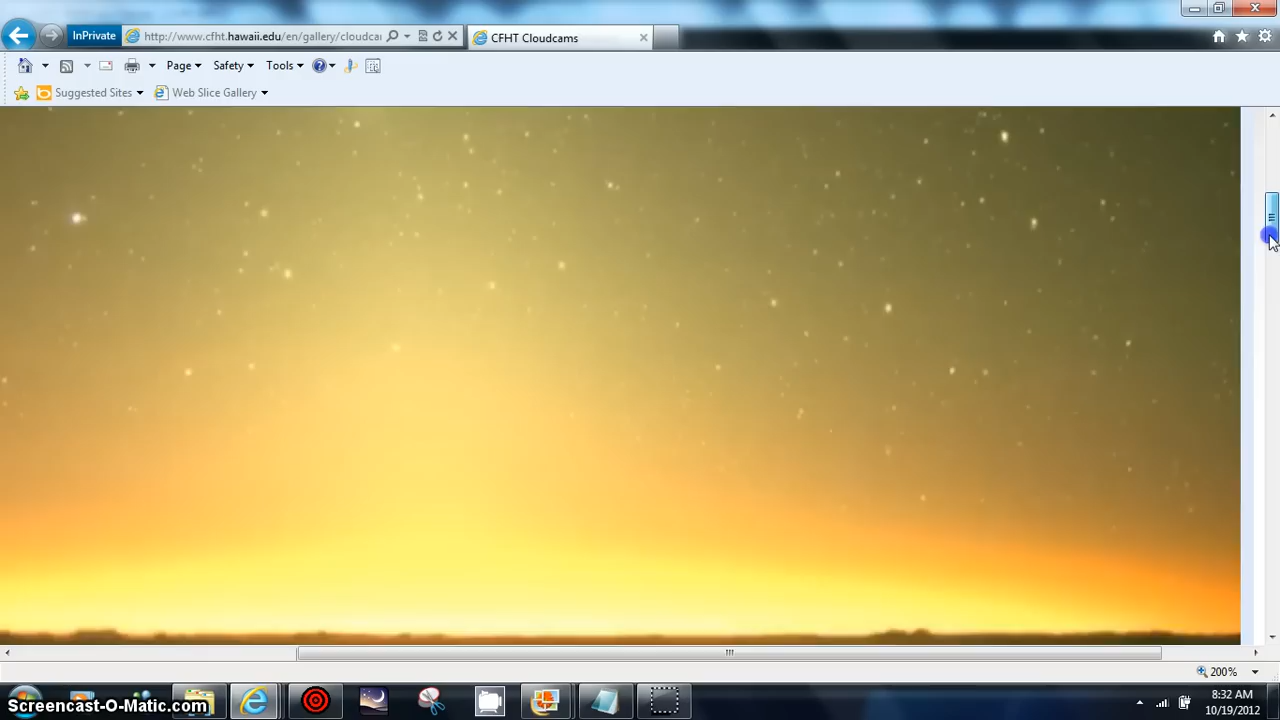 InPrivate
http://www.cfht.hawaii.edu/en/gallery/cloudcar
CFHT Cloudcams
Page Safety Tools
Suggested Sites Web Slice Gallery
200%
8:32 AM
Screencast-O-Matic.com
10/19/2012